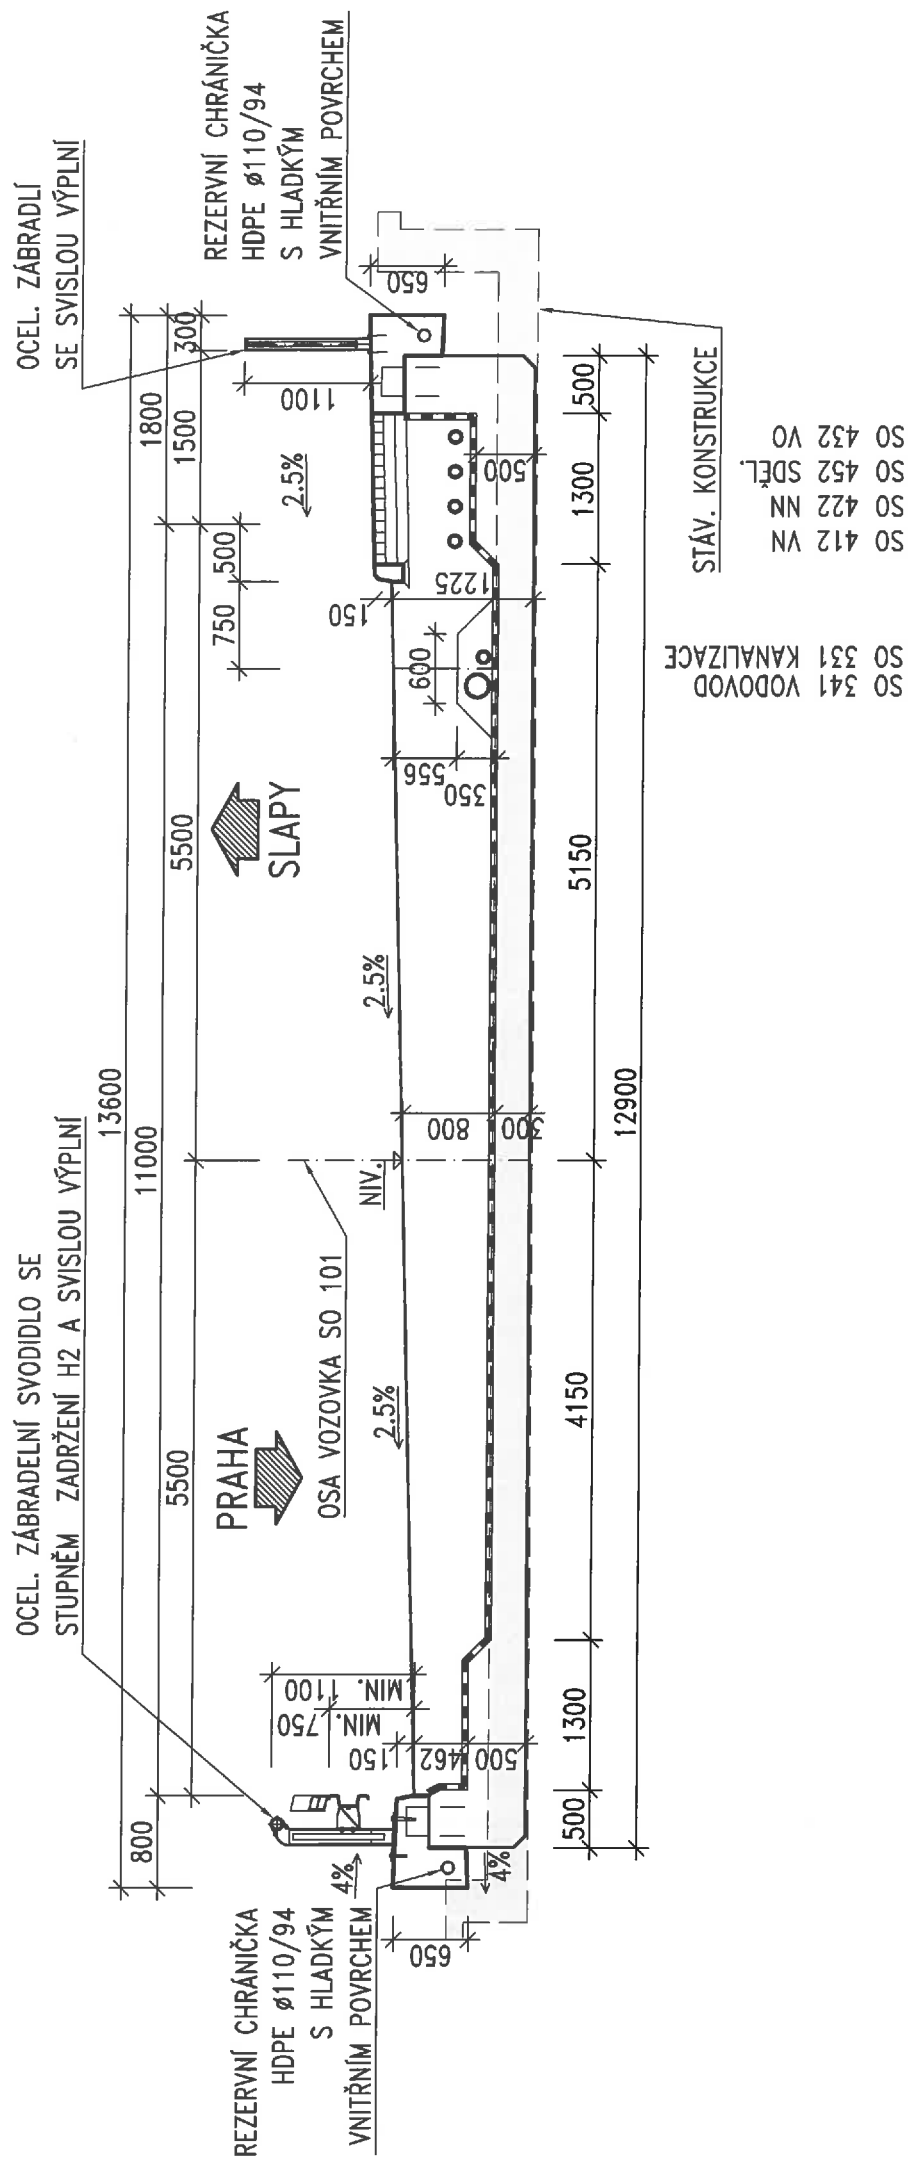 OCEL. ZÁBRADELNÍ SVODIDLO SE
STUPNĚM ZADRŽENÍ H2 A SVISLOU VÝPLNÍ
OCEL. ZÁBRADLÍ
SE SVISLOU VÝPLNÍ
13600
800
11000
1800
5500
5500
1500
300
750
500
REZERVNÍ CHRÁNIČKA
HDPE ø110/94
S HLADKÝM
VNITŘNÍM POVRCHEM
REZERVNÍ CHRÁNIČKA
HDPE ø110/94
S HLADKÝM
VNITŘNÍM POVRCHEM
PRAHA
SLAPY
OSA VOZOVKA SO 101
NIV.
4%
4%
2.5%
2.5%
2.5%
MIN. 1100
MIN. 750
150
462
500
650
800
300
556
350
600
150
1225
1100
500
650
500
1300
4150
5150
1300
500
12900
STÁV. KONSTRUKCE
SO 341 VODOVOD
SO 331 KANALIZACE
SO 412 VN
SO 422 NN
SO 452 SDĚL.
SO 432 VO